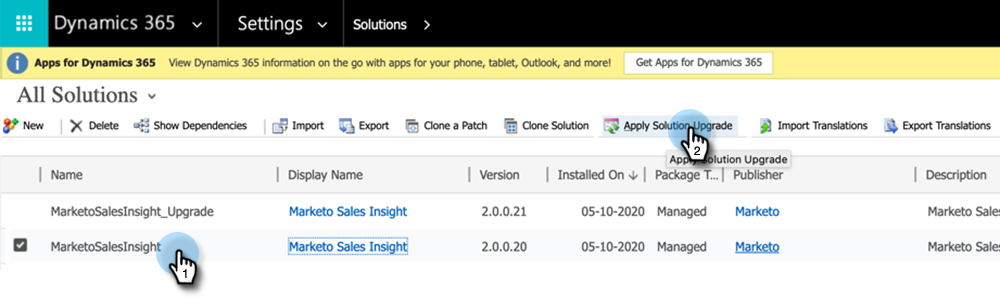 Dynamics 365 Settings Solutions
Apps for Dynamics 365 View Dynamics 365 information on the go with apps for your phone, tablet, Outlook, and more! Get Apps for Dynamics 365
All Solutions
New Delete Show Dependencies Import Export Clone a Patch Clone Solution Apply Solution Upgrade Import Translations Export Translations
2
Apply Solution Upgrade
Name Display Name Version Installed On Package T... Publisher Description
MarketoSalesInsight_Upgrade Marketo Sales Insight 2.0.0.21 05-10-2020 Managed Marketo Marketo Sales
MarketoSalesInsight Marketo Sales Insight 2.0.0.20 05-10-2020 Managed Marketo Marketo Sales
1